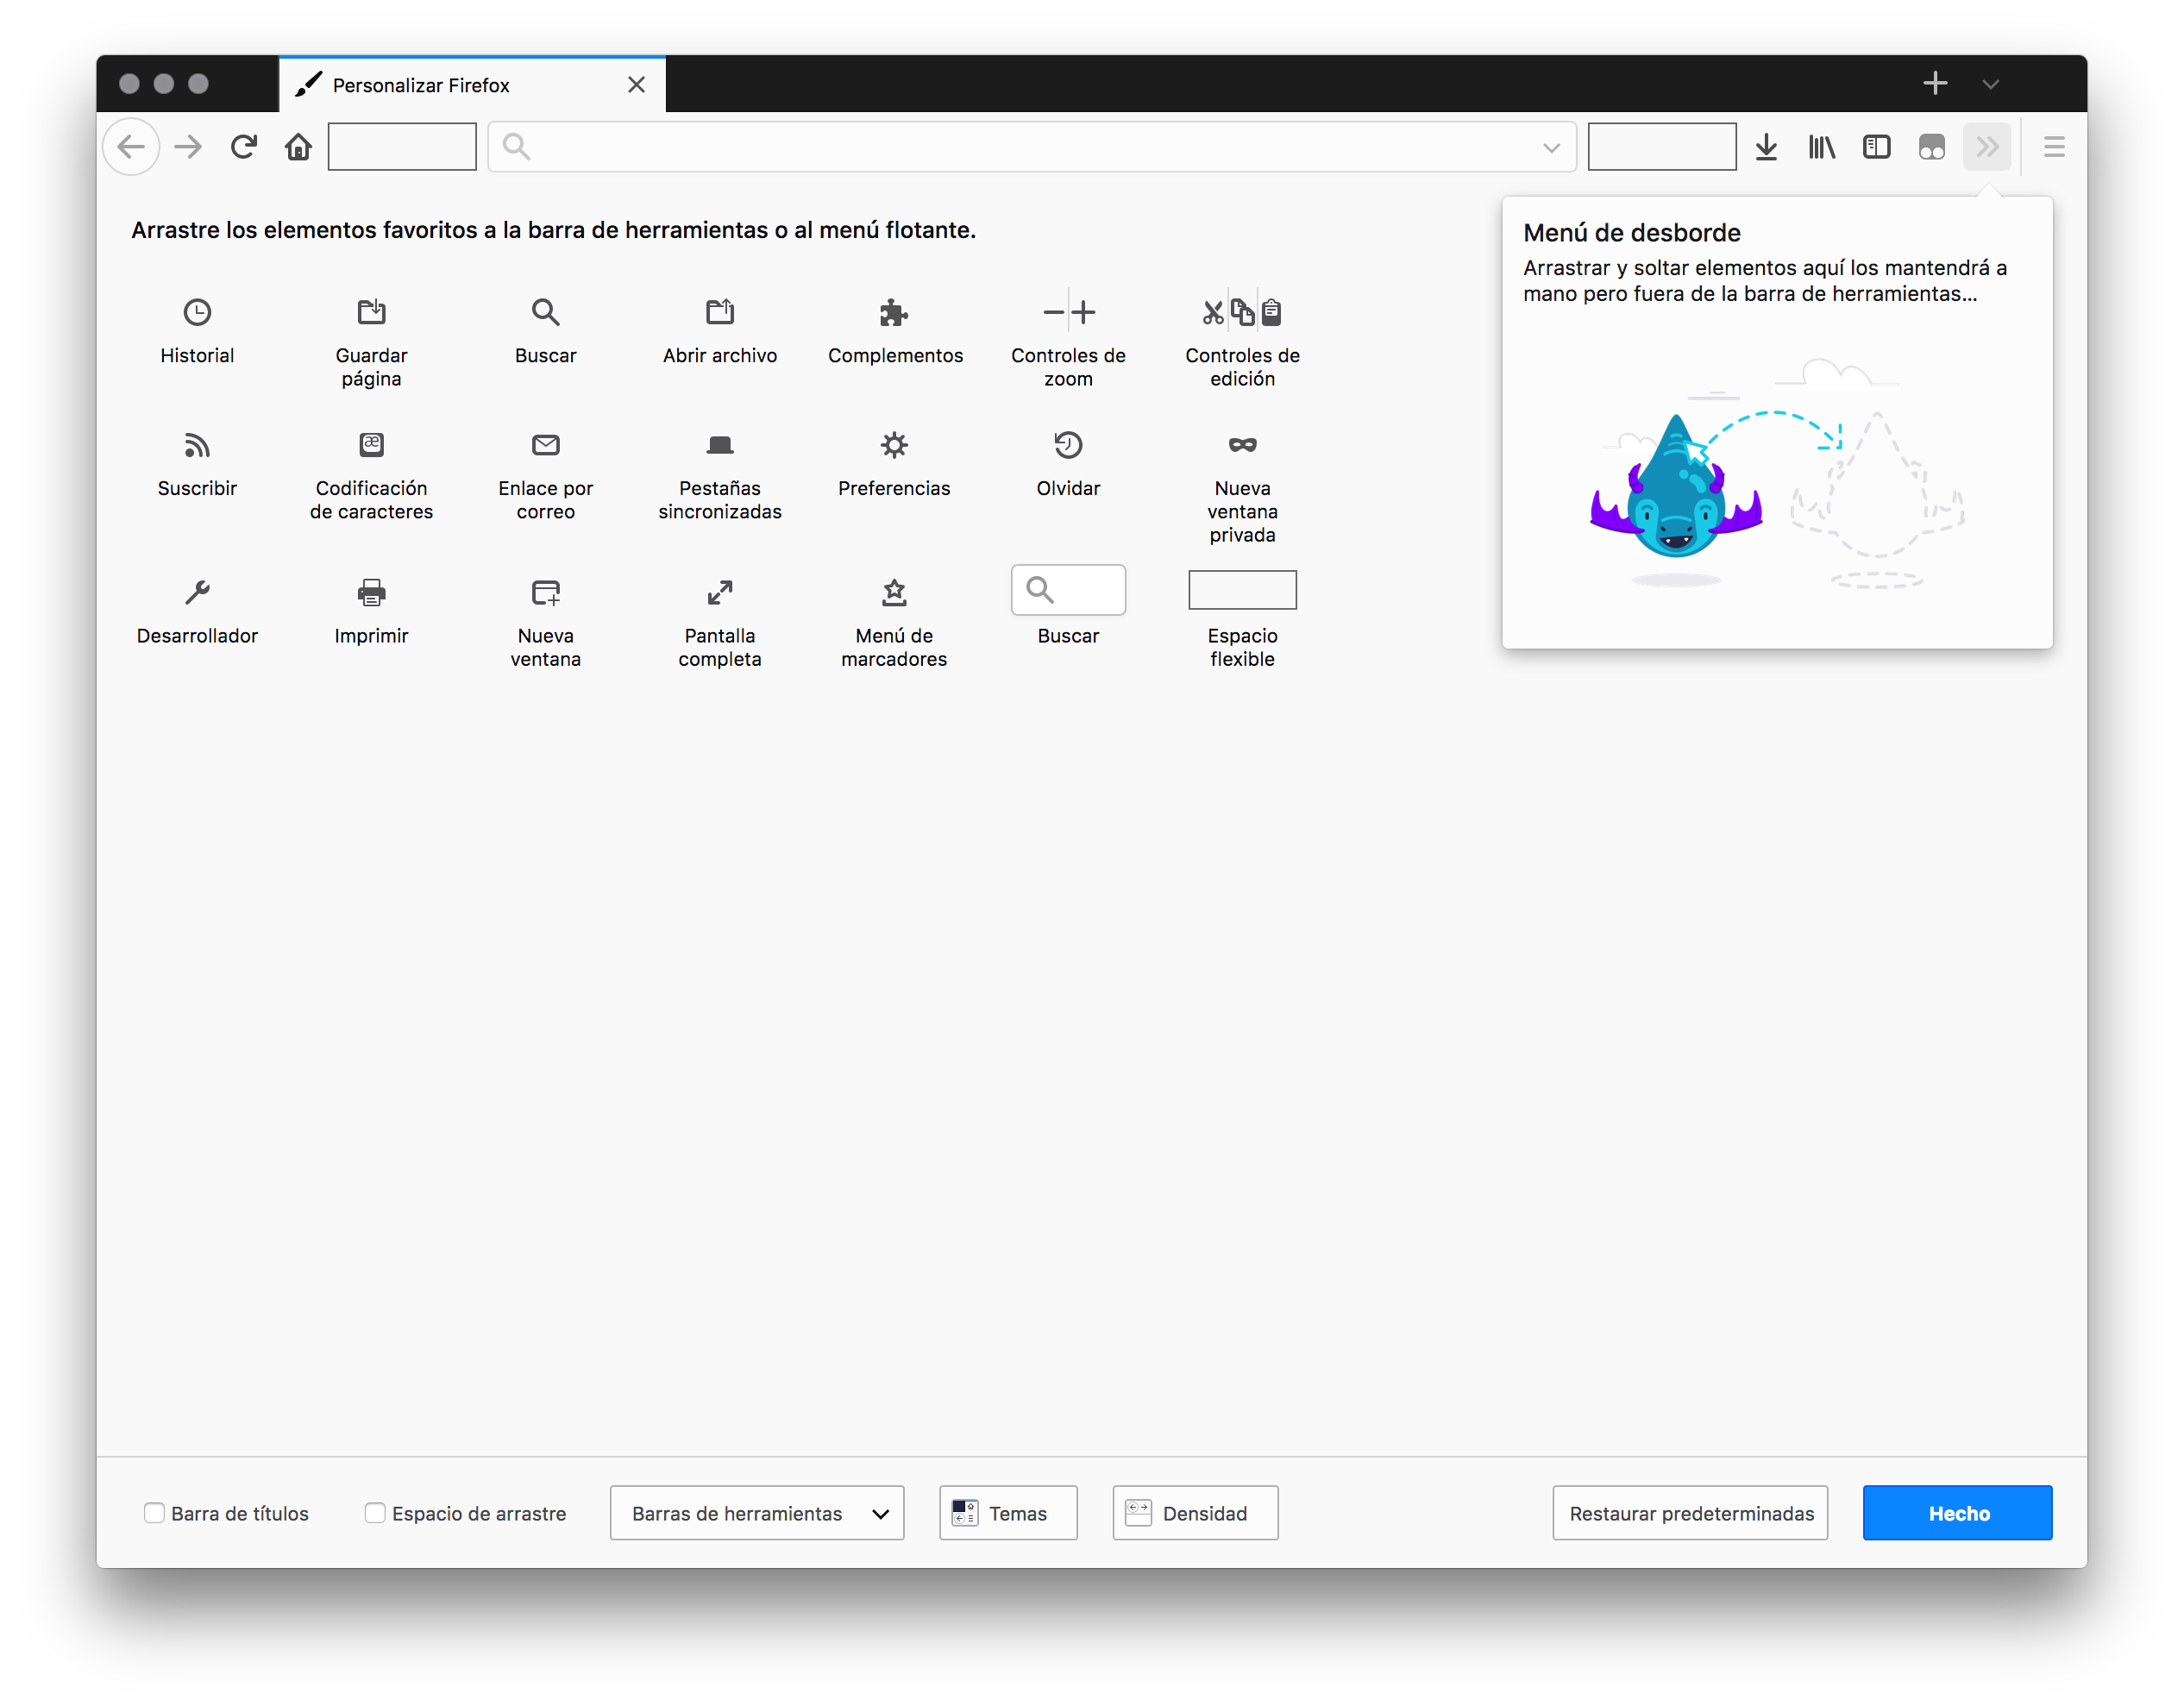 Personalizar Firefox
Arrastre los elementos favoritos a la barra de herramientas o al menú flotante.
Menú de desborde
Arrastrar y soltar elementos aquí los mantendrá a
mano pero fuera de la barra de herramientas...
Historial
Guardar
página
Buscar
Abrir archivo
Complementos
Controles de
zoom
Controles de
edición
Suscribir
æ
Codificación
de caracteres
Enlace por
correo
Pestañas
sincronizadas
Preferencias
Olvidar
Nueva
ventana
privada
Desarrollador
Imprimir
Nueva
ventana
Pantalla
completa
Menú de
marcadores
Buscar
Espacio
flexible
Barra de títulos
Espacio de arrastre
Barras de herramientas
Temas
Densidad
Restaurar predeterminadas
Hecho